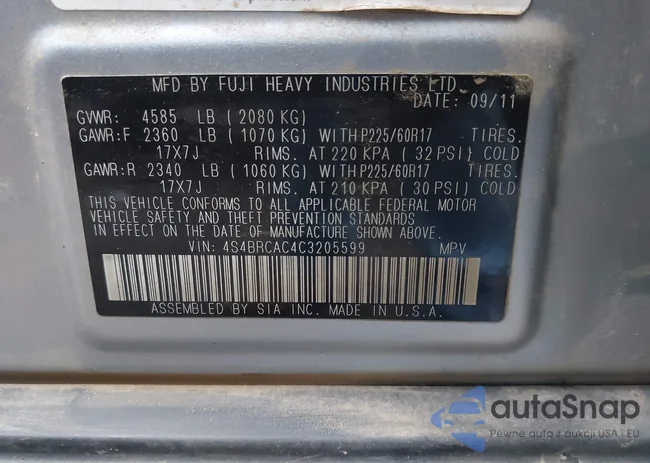 MFD BY FUJI HEAVY INDUSTRIES LTD.
DATE: 09/11
GVWR: 4585 LB (2080 KG)
GAWR:F 2360 LB (1070 KG) WITH P225/60R17 TIRES.
17X7J RIMS. AT 220 KPA (32 PSI) COLD
GAWR:R 2340 LB (1060 KG) WITH P225/60R17 TIRES.
17X7J RIMS. AT 210 KPA (30 PSI) COLD
THIS VEHICLE CONFORMS TO ALL APPLICABLE FEDERAL MOTOR
VEHICLE SAFETY AND THEFT PREVENTION STANDARDS
IN EFFECT ON THE DATE OF MANUFACTURE SHOWN ABOVE.
VIN: 4S4BRCAC4C3205599 MPV
ASSEMBLED BY SIA INC. MADE IN U.S.A.
autaSnap
Pewne auta z aukcji USA i EU